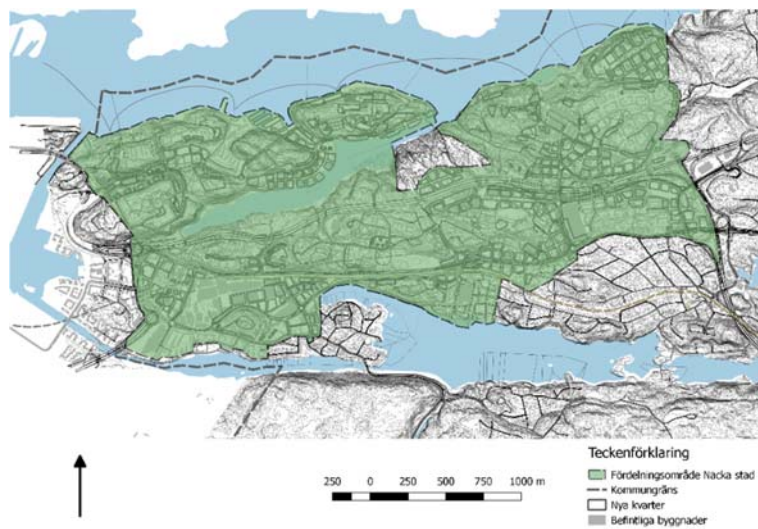 Teckenförklaring
Fördelningsområde Nacka stad
Kommungräns
Nya kvarter
Befintliga byggnader
250 0 250 500 750 1000 m